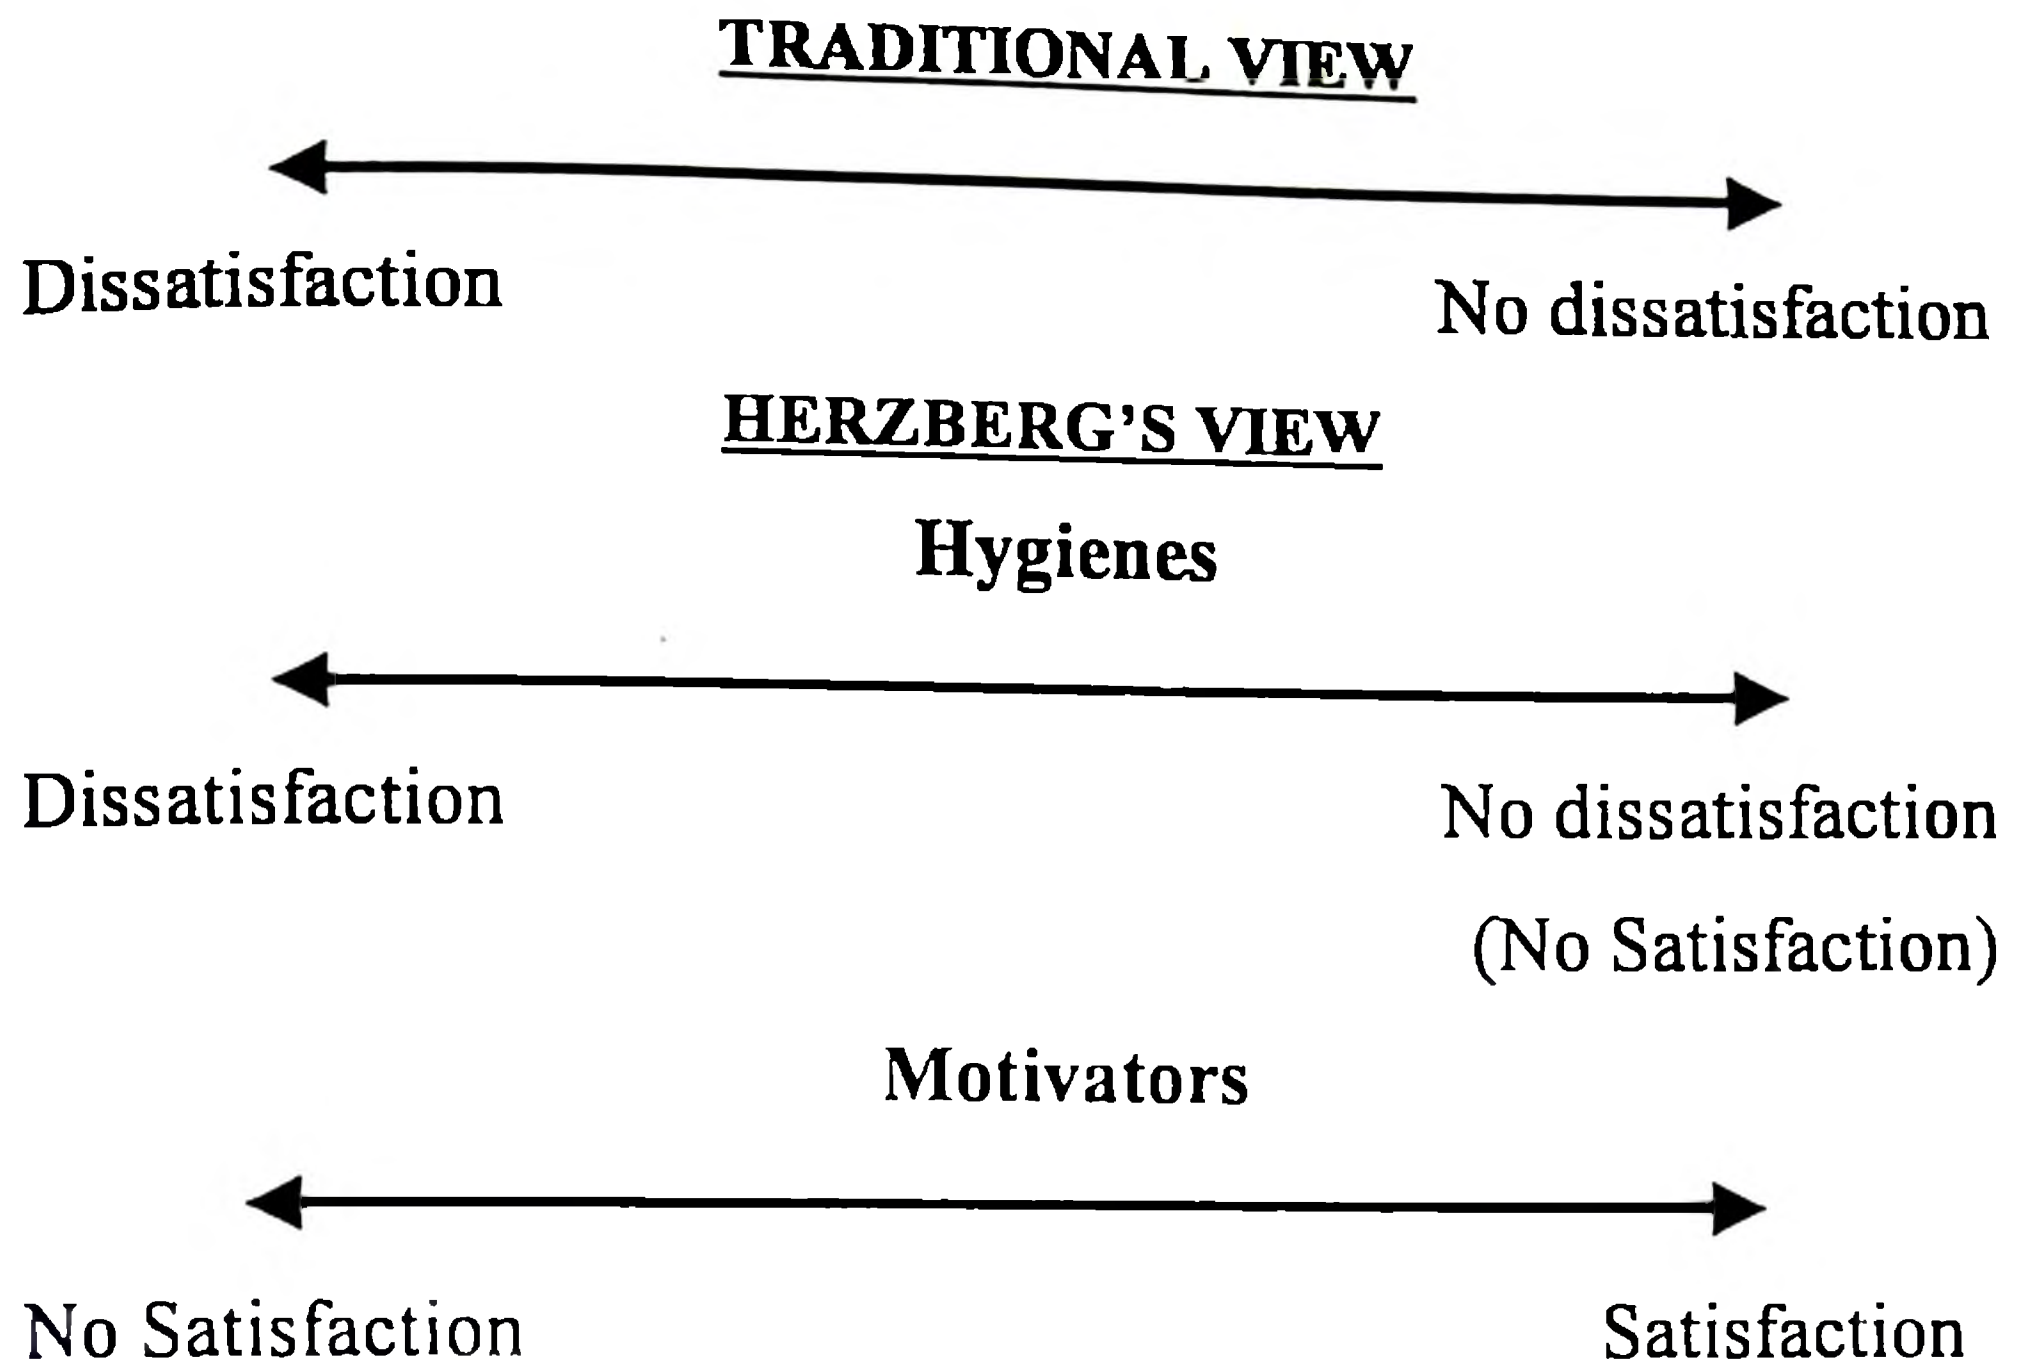 TRADITIONAL VIEW
Dissatisfaction No dissatisfaction
HERZBERG'S VIEW
Hygienes
Dissatisfaction No dissatisfaction
(No Satisfaction)
Motivators
No Satisfaction Satisfaction